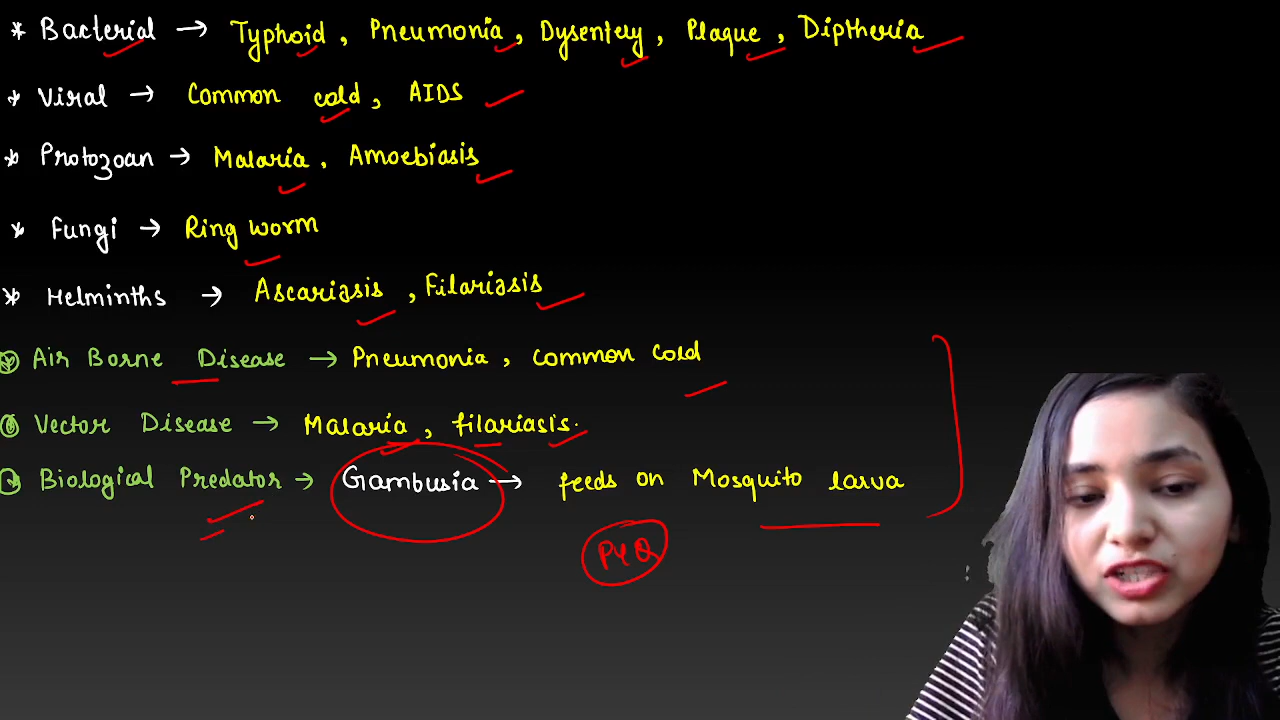 * Bacterial → Typhoid, Pneumonia, Dysentery, Plaque, Diptheria
* Viral → Common cold, AIDS
* Protozoan → Malaria, Amoebiasis
* Fungi → Ring worm
* Helminths → Ascariasis, Filariasis
Air Borne Disease → Pneumonia, common cold
Vector Disease → Malaria, filariasis.
Biological Predator → Gambusia → feeds on Mosquito larva
PYQ